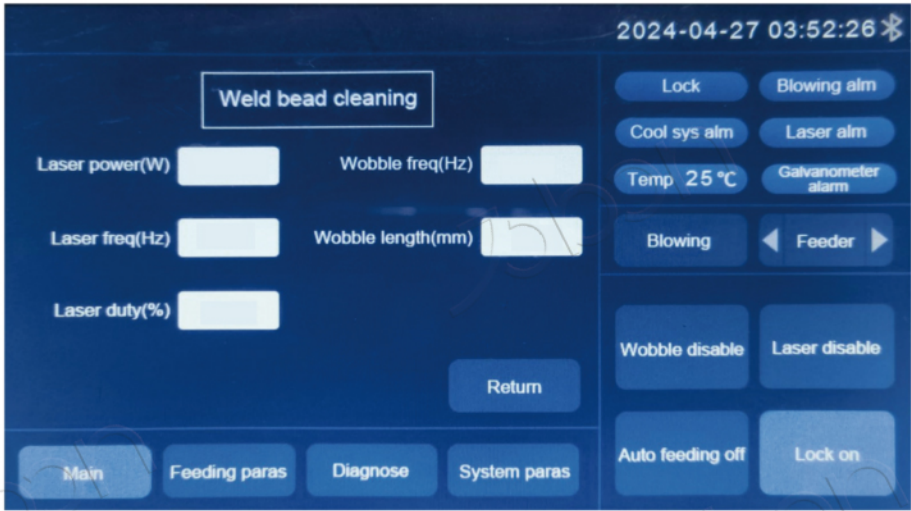 2024-04-27 03:52:26
Weld bead cleaning
Laser power(W)
Wobble freq(Hz)
Laser freq(Hz)
Wobble length(mm)
Laser duty(%)
Return
Main
Feeding paras
Diagnose
System paras
Lock
Blowing alm
Cool sys alm
Laser alm
Temp 25℃
Galvanometer
alarm
Blowing
Feeder
Wobble disable
Laser disable
Auto feeding off
Lock on